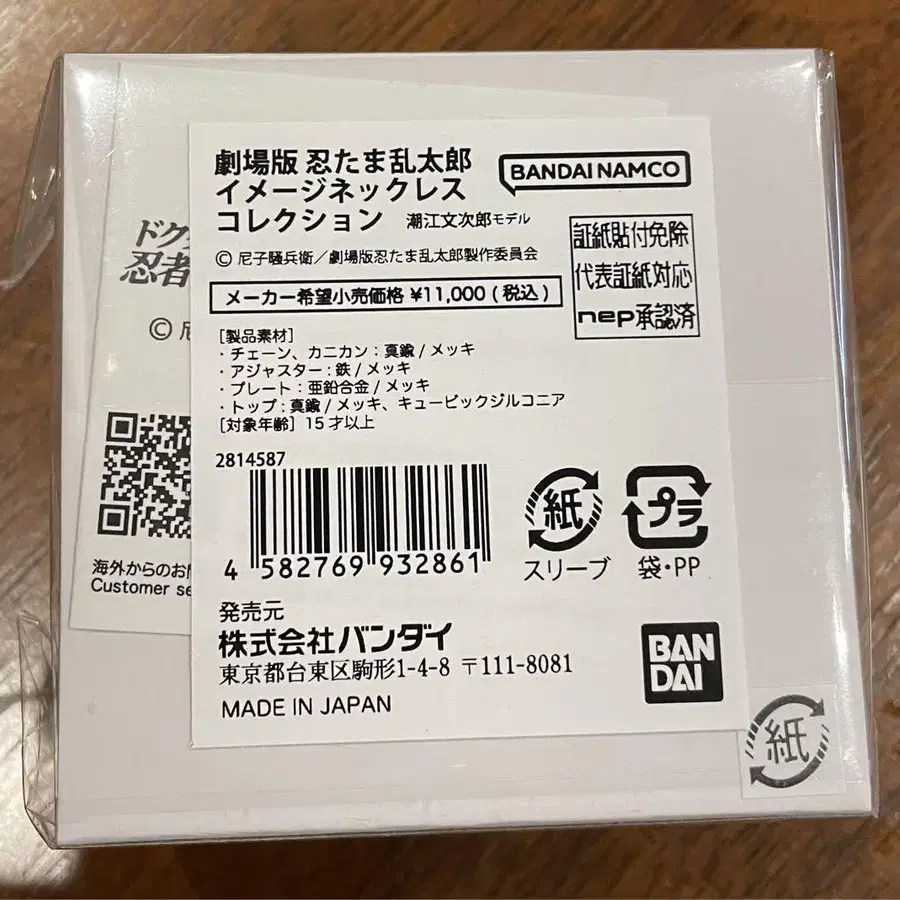 劇場版 忍たま乱太郎
イメージネックレス
コレクション 潮江文次郎モデル
BANDAI NAMCO
© 尼子騒兵衛／劇場版忍たま乱太郎製作委員会
証紙貼付免除
代表証紙対応
nep承認済
メーカー希望小売価格 ¥11,000 (税込)
[製品素材]
・チェーン、カニカン：真鍮 / メッキ
・アジャスター：鉄 / メッキ
・プレート：亜鉛合金 / メッキ
・トップ：真鍮 / メッキ、キュービックジルコニア
[対象年齢] 15才以上
2814587
4 582769 932861
紙
スリーブ
プラ
袋・PP
発売元
株式会社バンダイ
東京都台東区駒形1-4-8 〒111-8081
MADE IN JAPAN
BAN
DAI
紙
ドク
忍者
©
海外からのお
Customer se